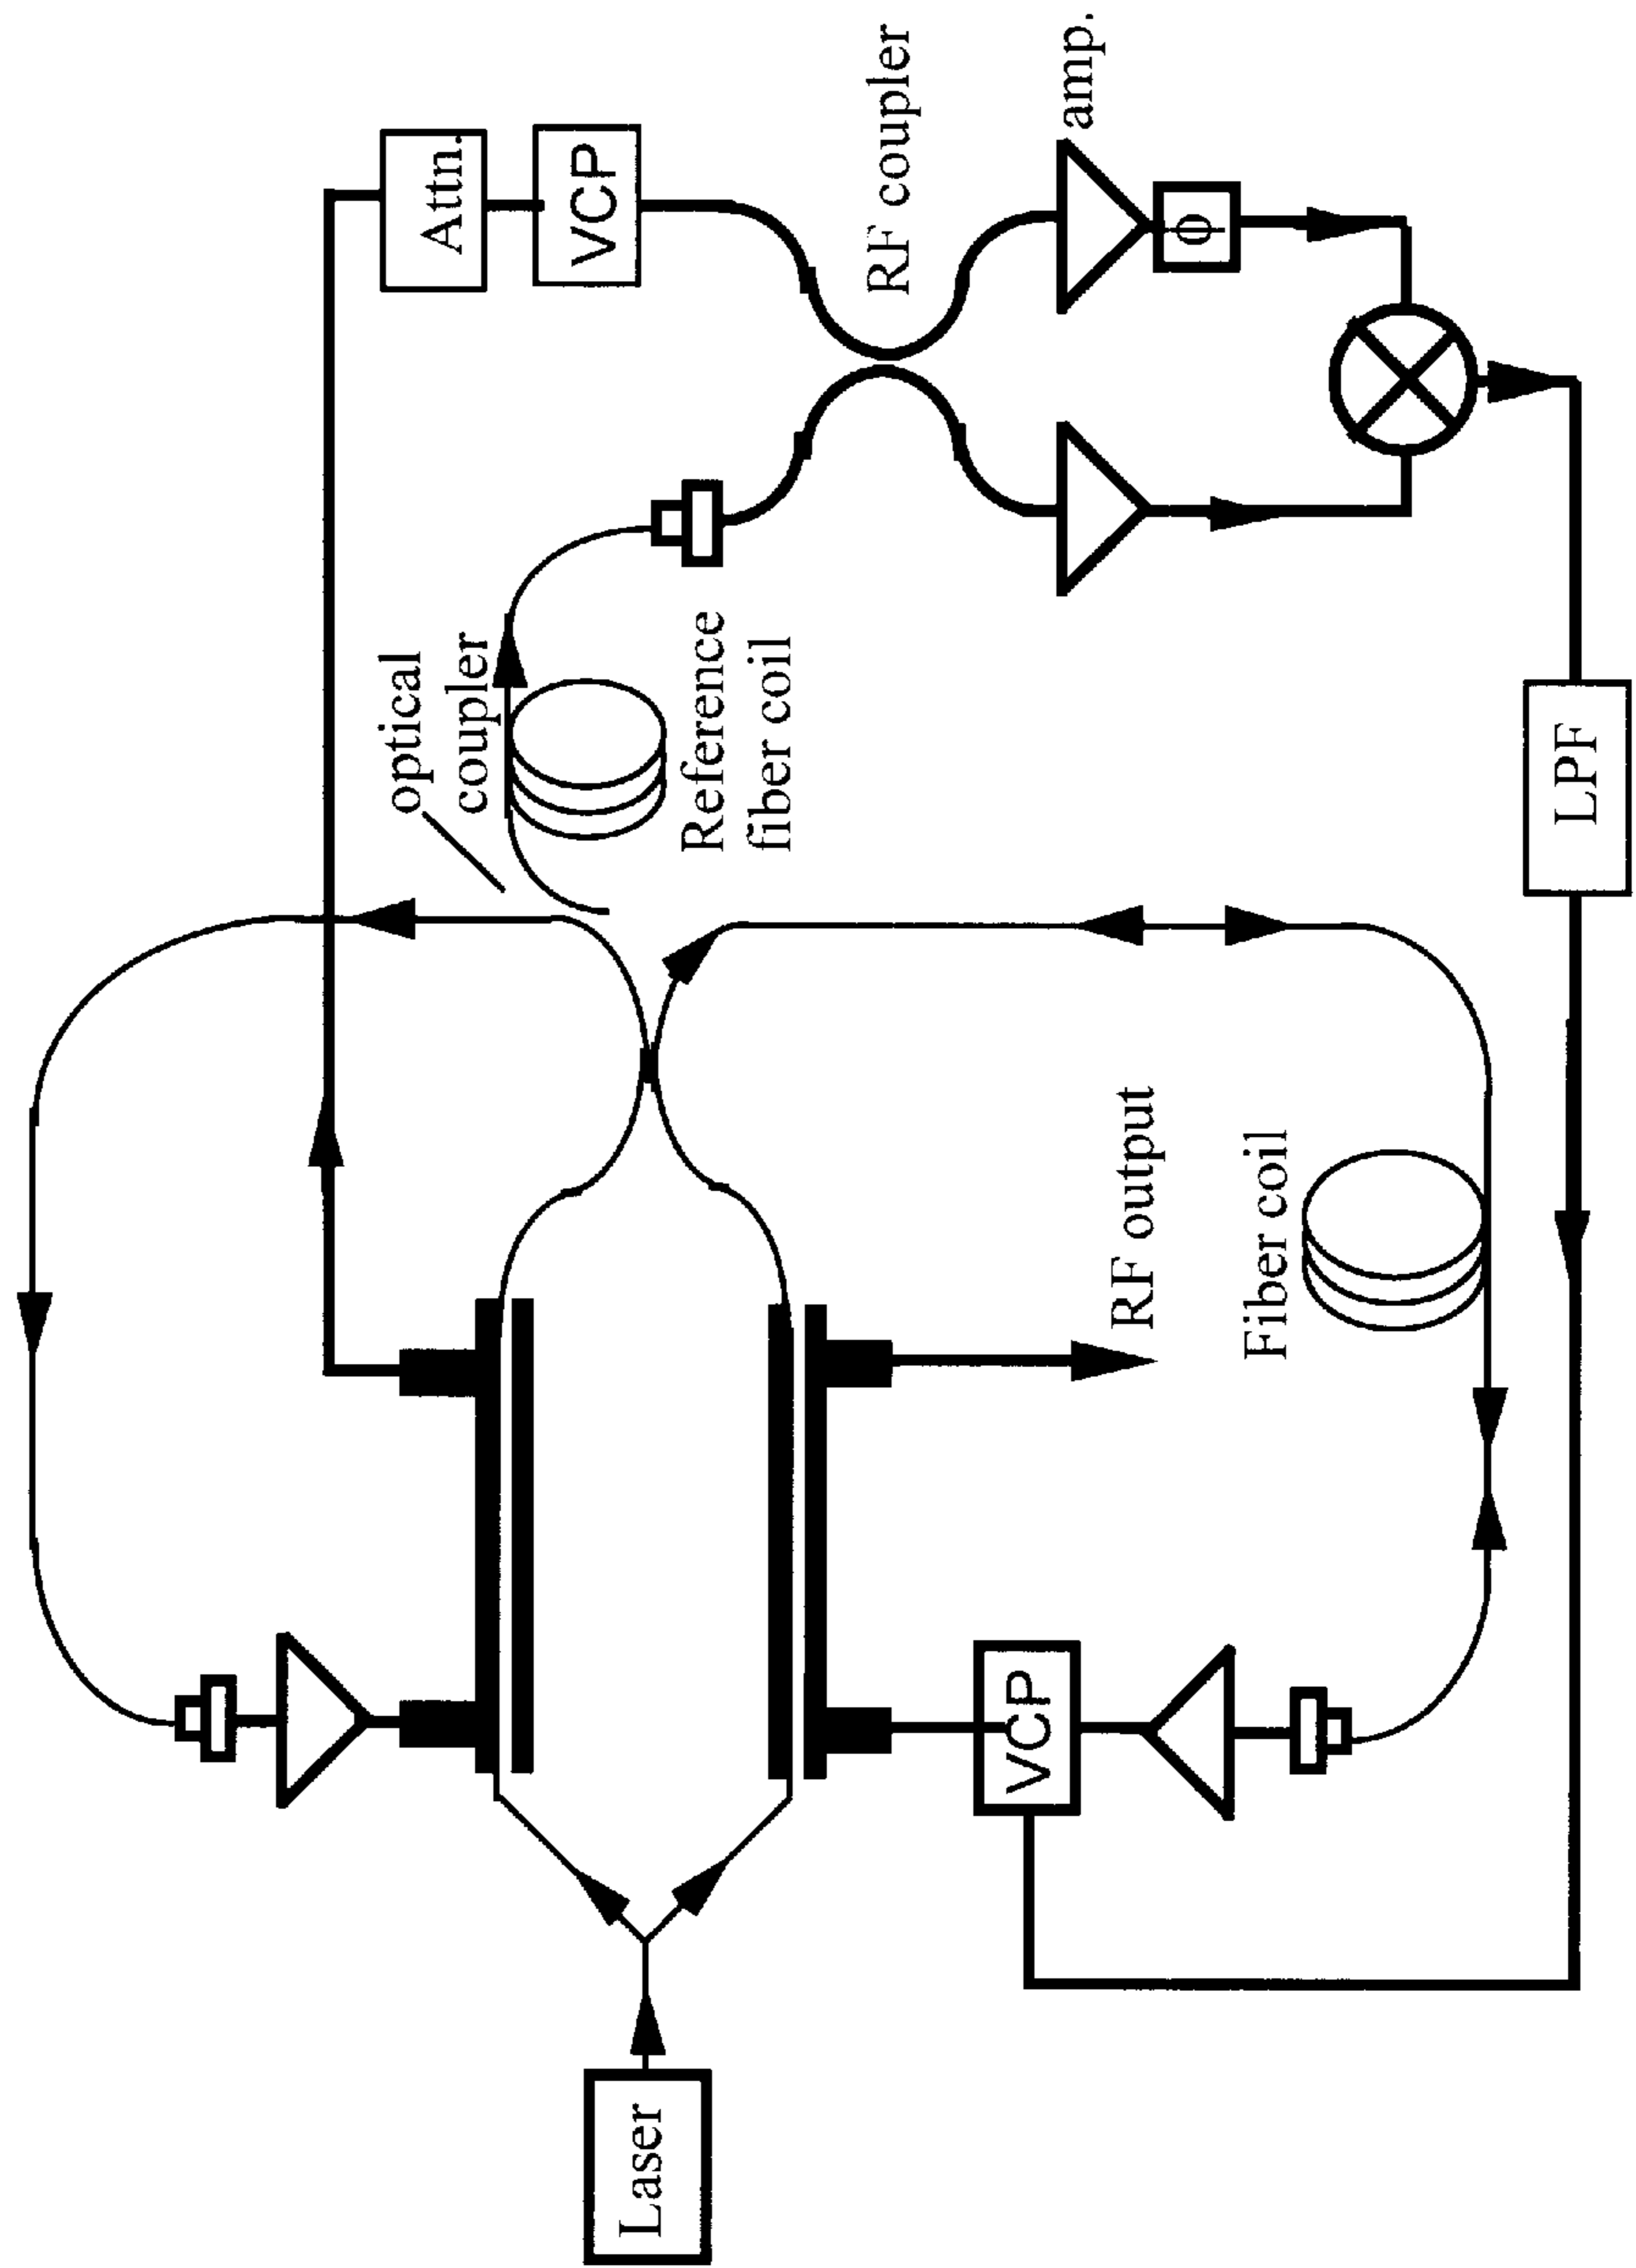 Laser
VCP
Fiber coil
RF output
optical
coupler
Reference
fiber coil
LPF
Attn.
VCP
RF coupler
amp.
Φ